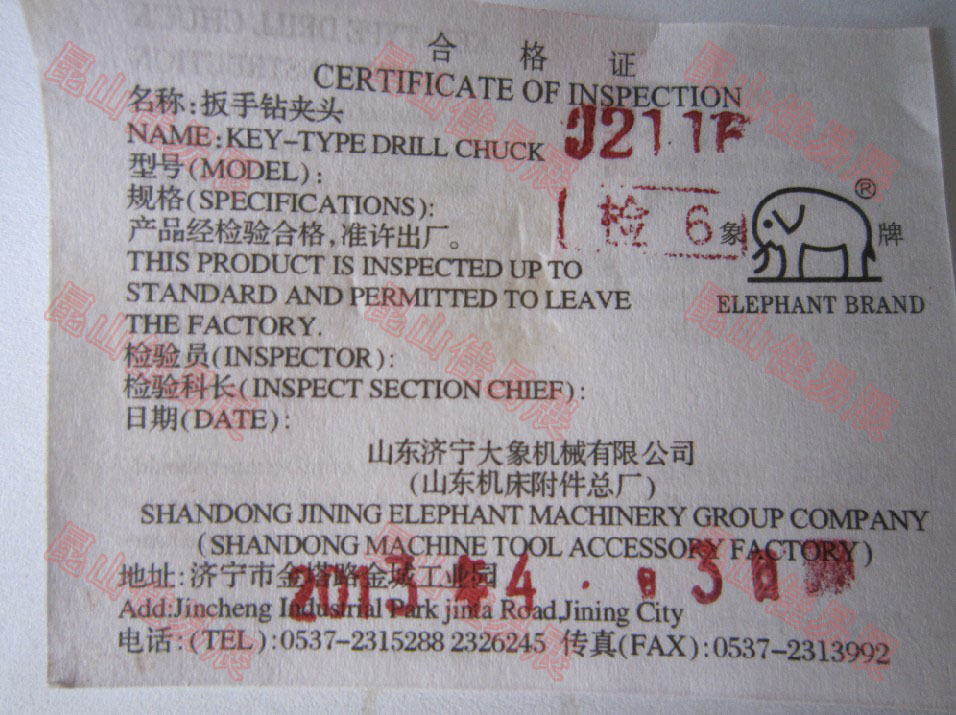 合格证
CERTIFICATE OF INSPECTION
名称:扳手钻夹头
NAME:KEY-TYPE DRILL CHUCK
型号(MODEL):
规格(SPECIFICATIONS):
检 6
象 ® 牌
产品经检验合格,准许出厂。
THIS PRODUCT IS INSPECTED UP TO
STANDARD AND PERMITTED TO LEAVE
THE FACTORY.
ELEPHANT BRAND
检验员(INSPECTOR):
检验科长(INSPECT SECTION CHIEF):
日期(DATE):
山东济宁大象机械有限公司
(山东机床附件总厂)
SHANDONG JINING ELEPHANT MACHINERY GROUP COMPANY
(SHANDONG MACHINE TOOL ACCESSORY FACTORY)
地址:济宁市金塔路金城工业园
Add:Jincheng Industrial Park jinta Road,Jining City
电话:(TEL):0537-2315288 2326245 传真(FAX):0537-2313992
昆山佳易晨